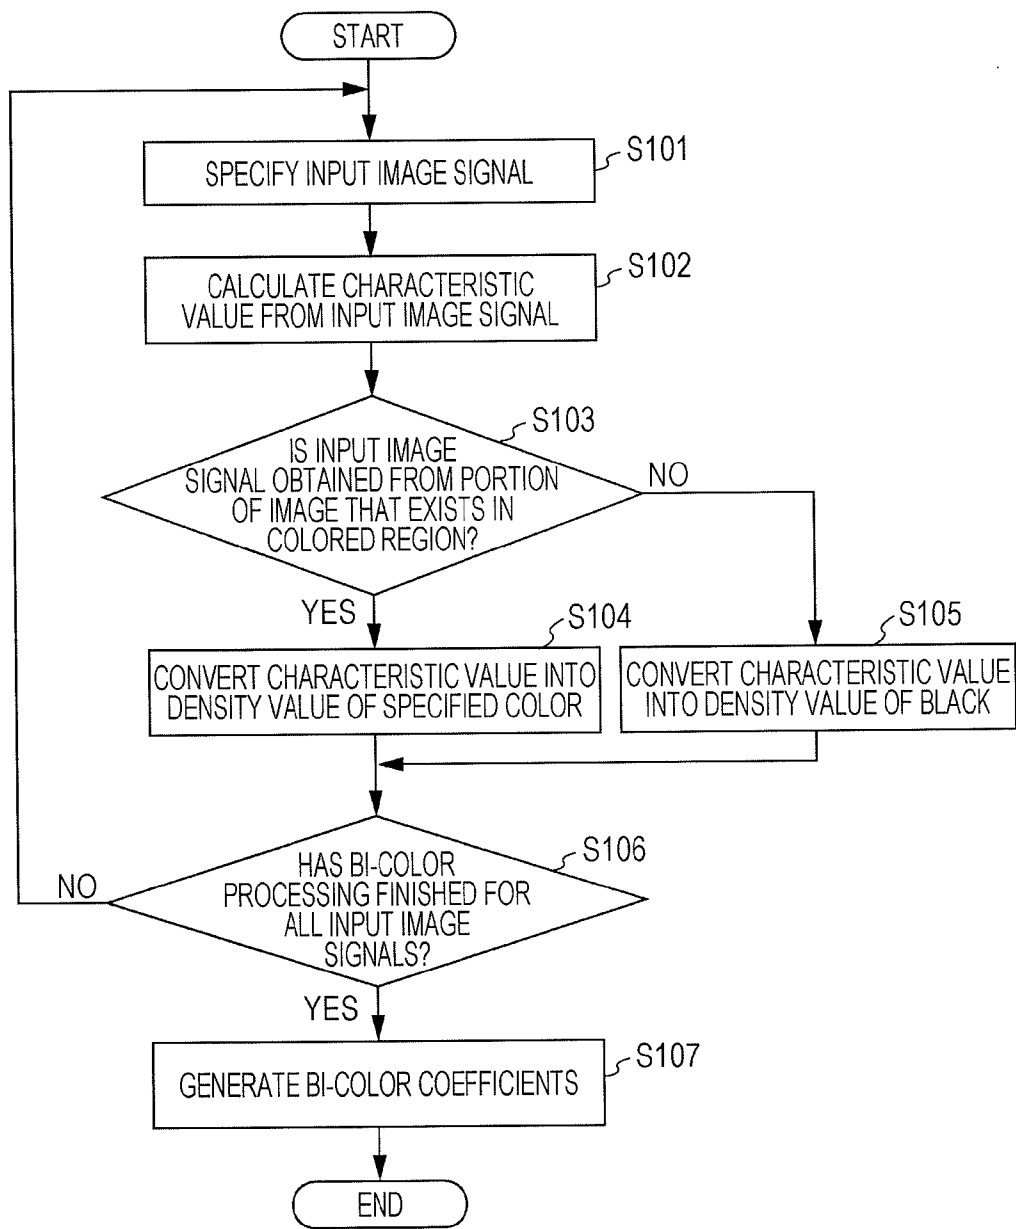 START
SPECIFY INPUT IMAGE SIGNAL
S101
CALCULATE CHARACTERISTIC
VALUE FROM INPUT IMAGE SIGNAL
S102
IS INPUT IMAGE
SIGNAL OBTAINED FROM PORTION
OF IMAGE THAT EXISTS IN
COLORED REGION?
S103
NO
YES
S104
CONVERT CHARACTERISTIC VALUE INTO
DENSITY VALUE OF SPECIFIED COLOR
S105
CONVERT CHARACTERISTIC VALUE
INTO DENSITY VALUE OF BLACK
S106
HAS BI-COLOR
PROCESSING FINISHED FOR
ALL INPUT IMAGE
SIGNALS?
NO
YES
S107
GENERATE BI-COLOR COEFFICIENTS
END